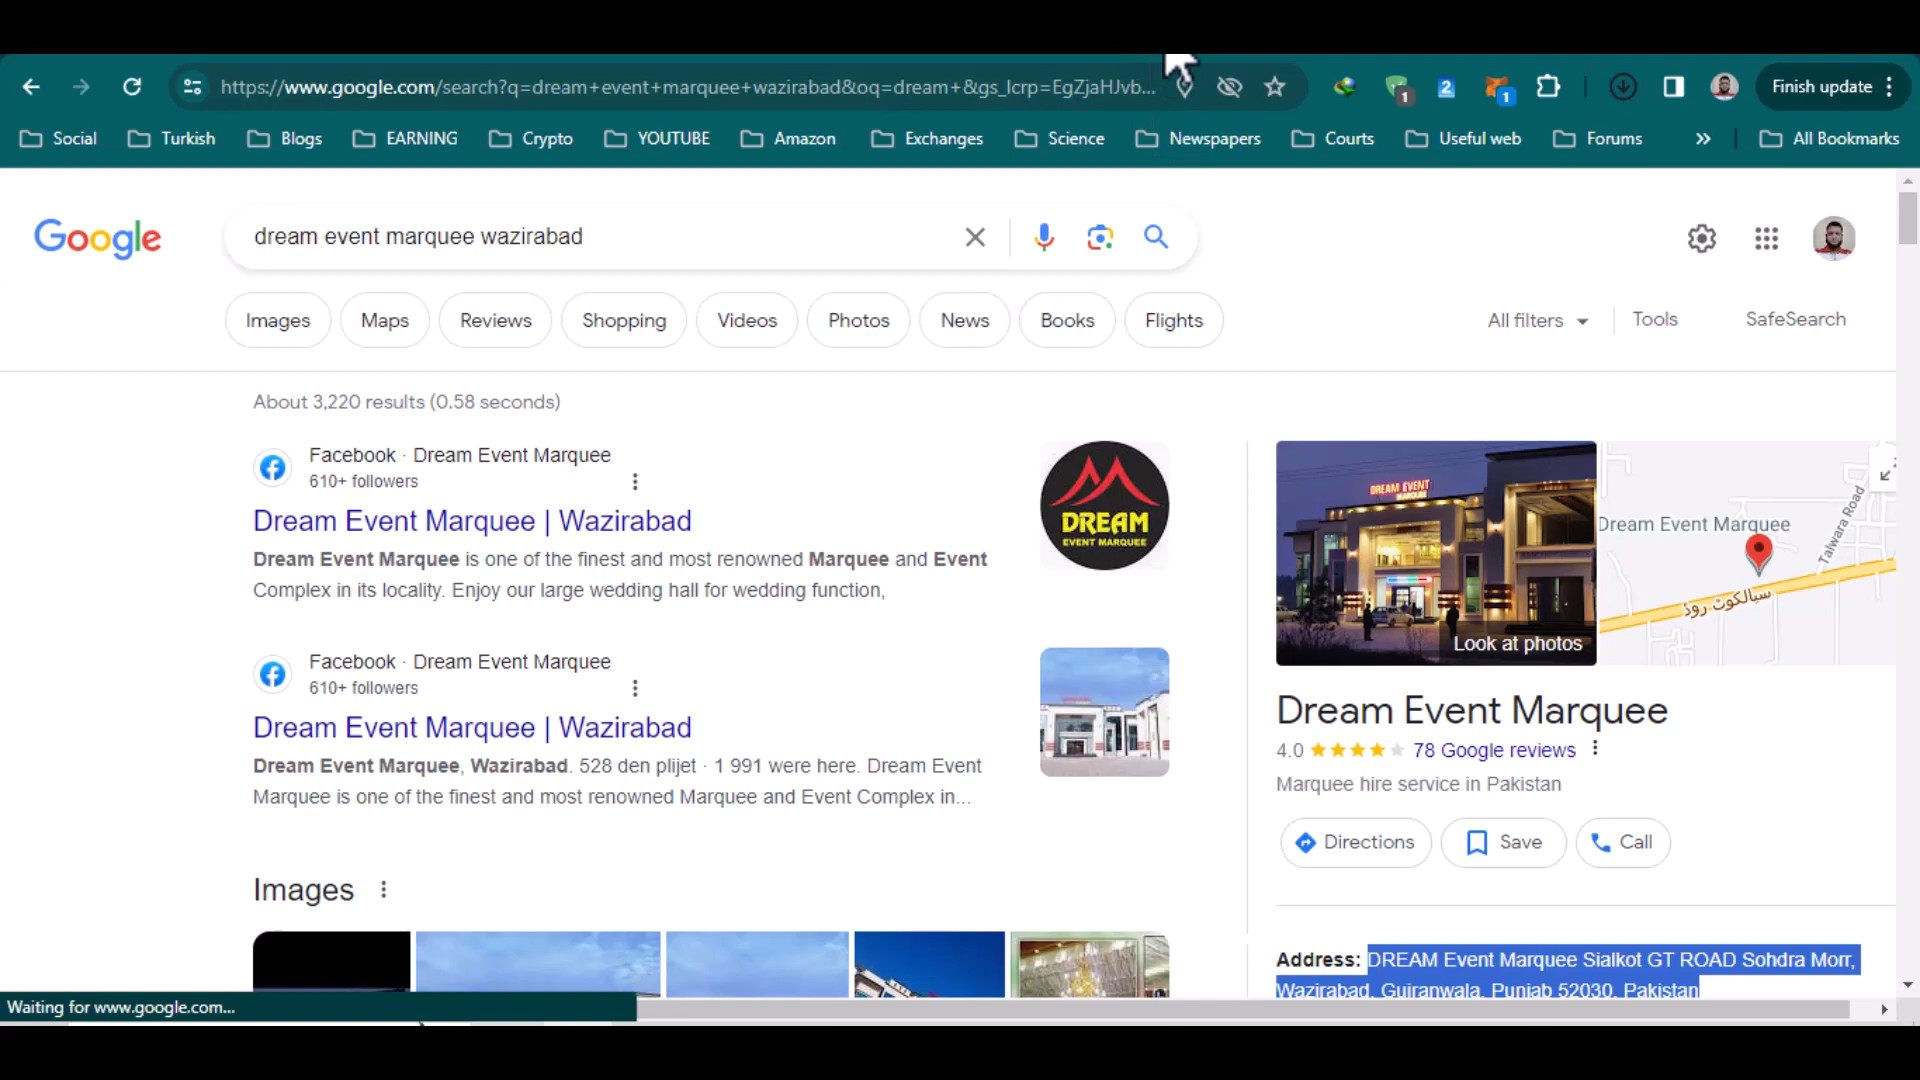 https://www.google.com/search?q=dream+event+marquee+wazirabad&oq=dream+&gs_lcrp=EgZjaHJvb...
1
2
1
Finish update
Social
Turkish
Blogs
EARNING
Crypto
YOUTUBE
Amazon
Exchanges
Science
Newspapers
Courts
Useful web
Forums
»
All Bookmarks
Google
dream event marquee wazirabad
Images
Maps
Reviews
Shopping
Videos
Photos
News
Books
Flights
All filters
Tools
SafeSearch
About 3,220 results (0.58 seconds)
Facebook · Dream Event Marquee
610+ followers
Dream Event Marquee | Wazirabad
Dream Event Marquee is one of the finest and most renowned Marquee and Event
Complex in its locality. Enjoy our large wedding hall for wedding function,
DREAM
EVENT MARQUEE
Facebook · Dream Event Marquee
610+ followers
Dream Event Marquee | Wazirabad
Dream Event Marquee, Wazirabad. 528 den plijet · 1 991 were here. Dream Event
Marquee is one of the finest and most renowned Marquee and Event Complex in...
Images
DREAM EVENT
MARQUEE
Look at photos
Dream Event Marquee
Talwara Road
سیالکوٹ روڈ
Dream Event Marquee
4.0
78 Google reviews
Marquee hire service in Pakistan
Directions
Save
Call
Address: DREAM Event Marquee Sialkot GT ROAD Sohdra Morr,
Wazirabad, Gujranwala, Punjab 52030, Pakistan
Waiting for www.google.com...